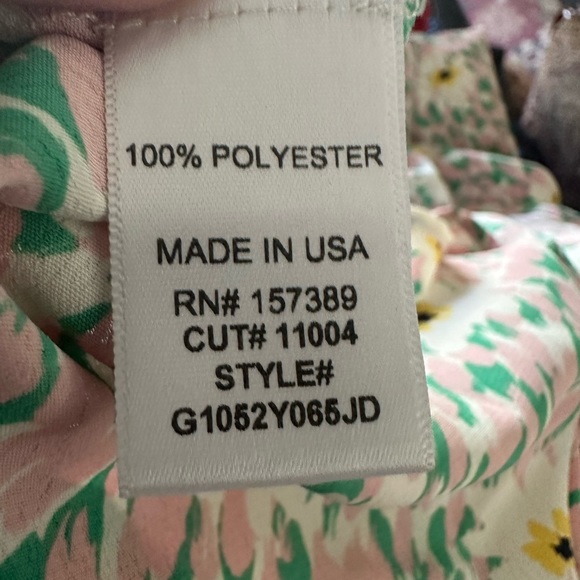 100% POLYESTER
MADE IN USA
RN# 157389
CUT# 11004
STYLE#
G1052Y065JD